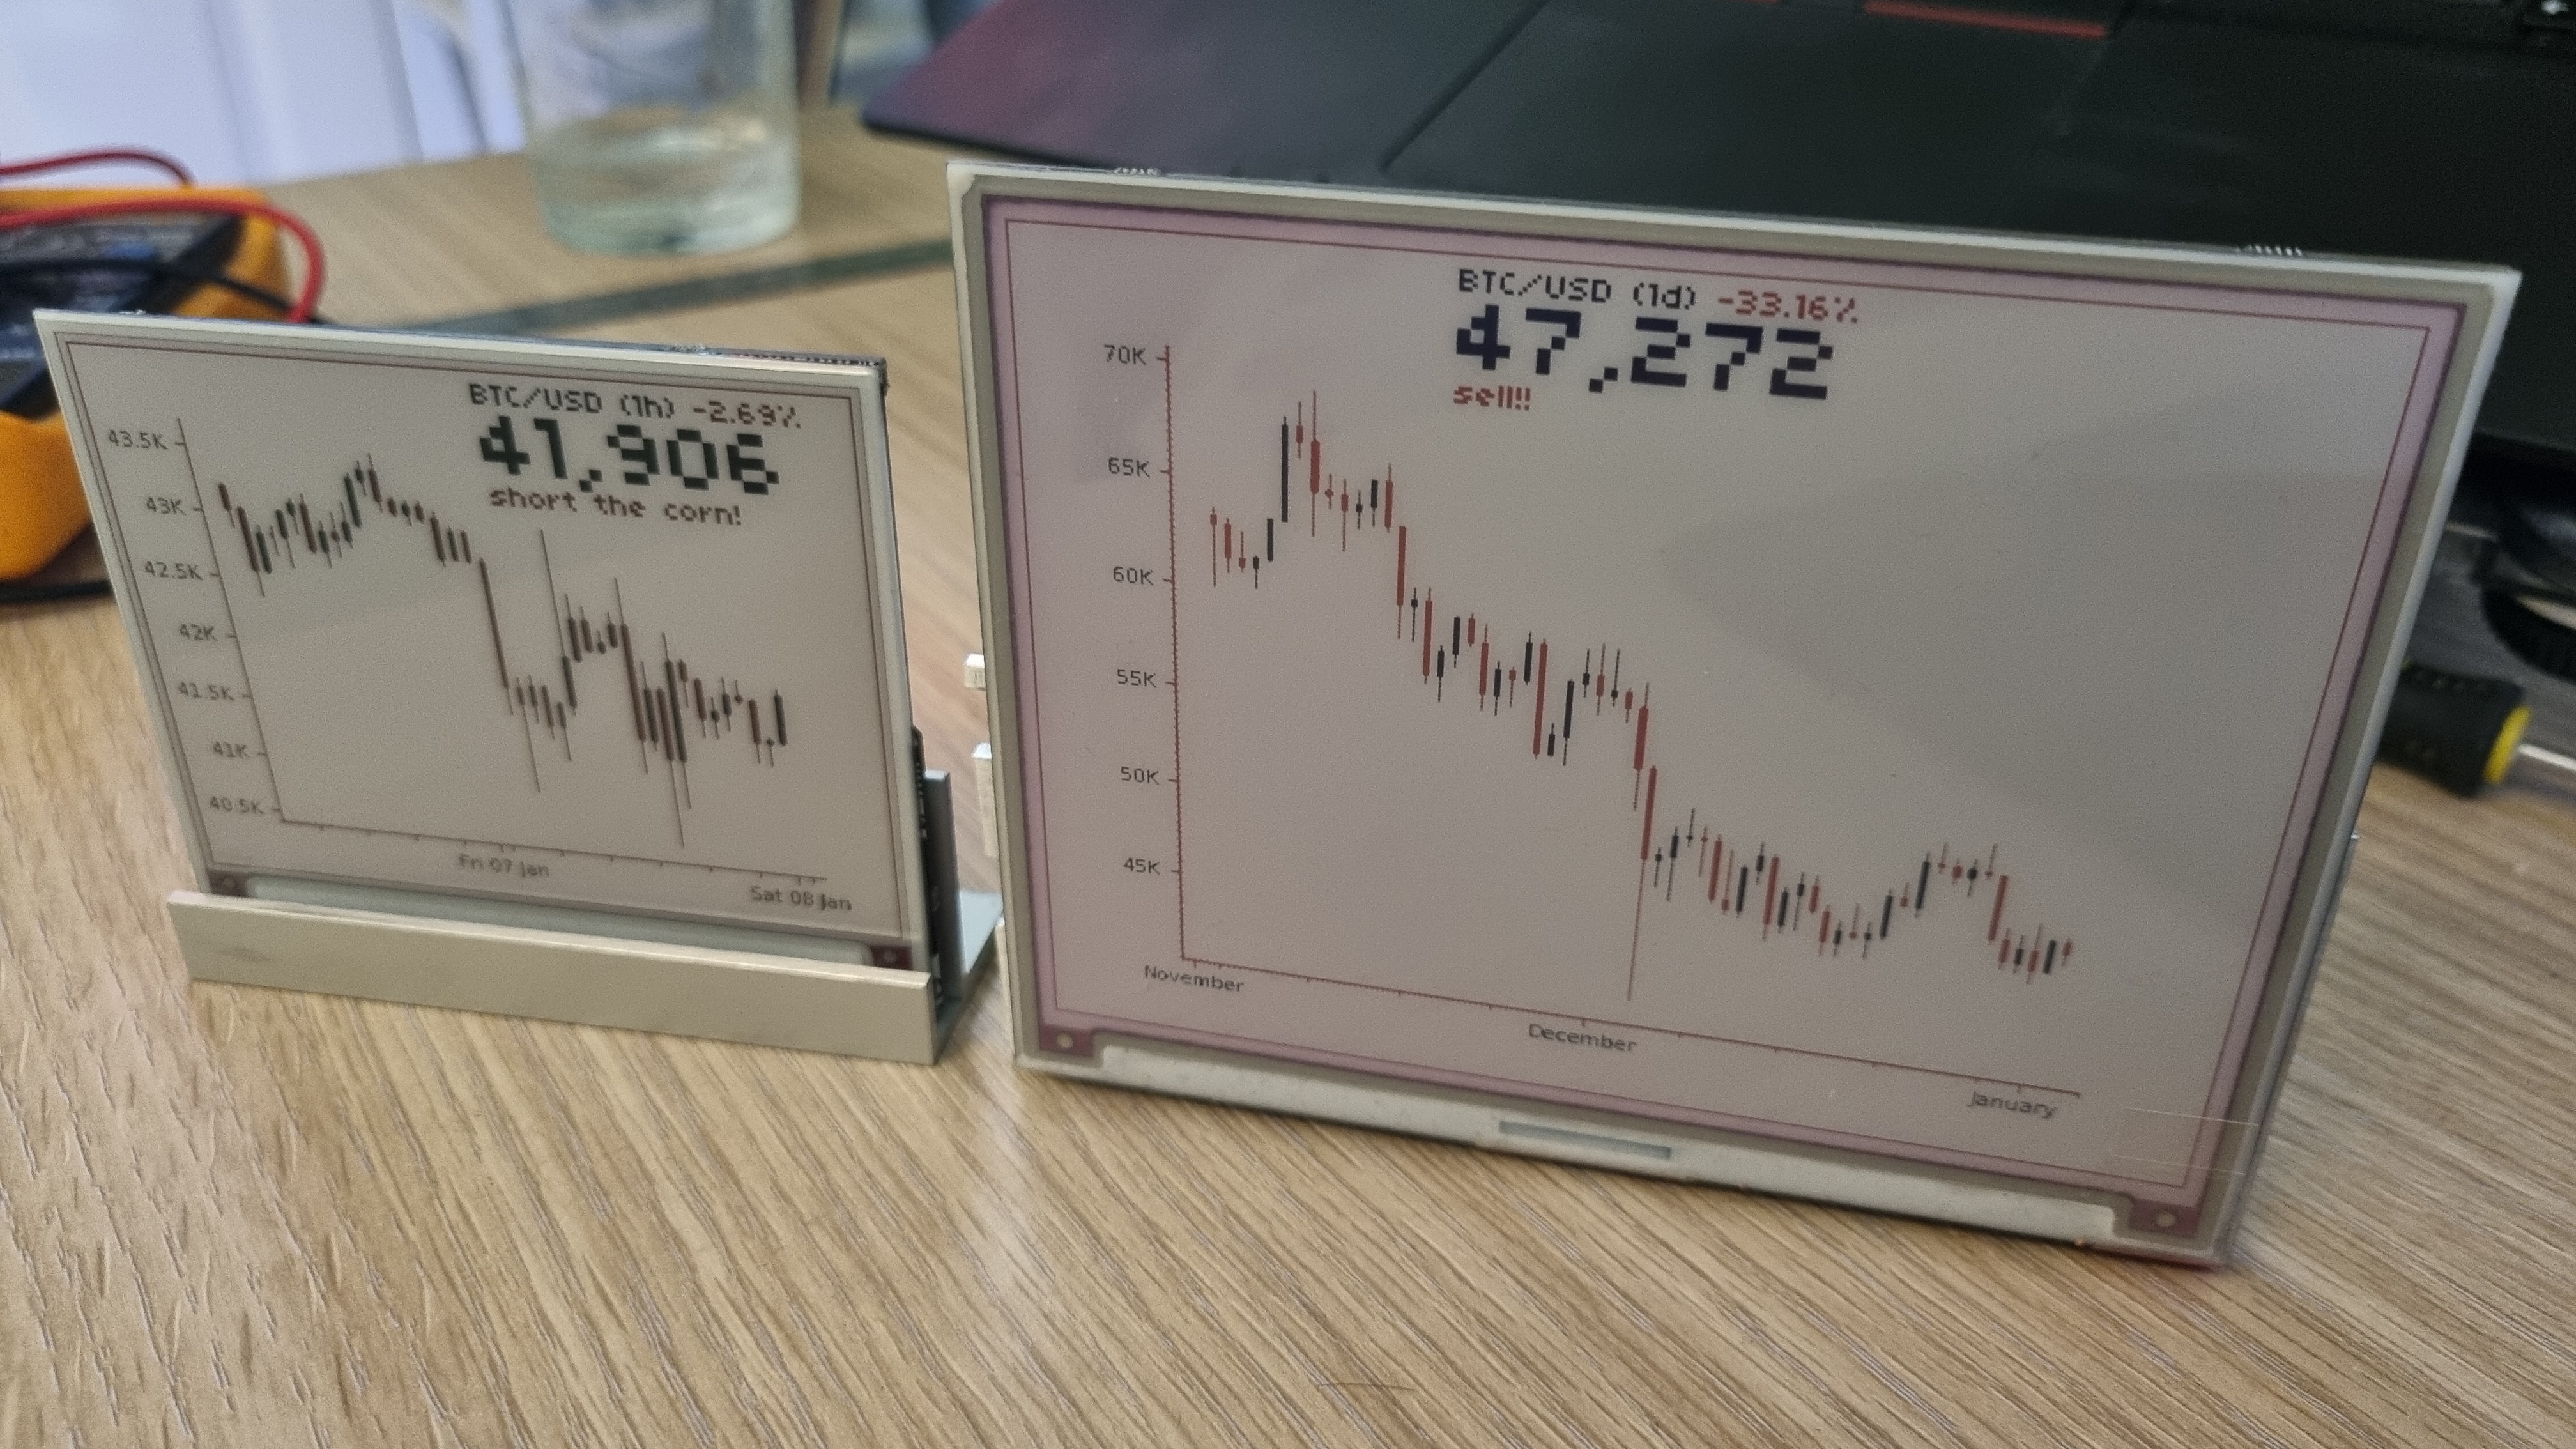 BTC/USD (1h) -2.69%
41,906
short the corn!
43.5K
43K
42.5K
42K
41.5K
41K
40.5K
Fri 07 Jan
Sat 08 Jan
BTC/USD (1d) -33.16%
47,272
sell!!
70K
65K
60K
55K
50K
45K
November
December
January